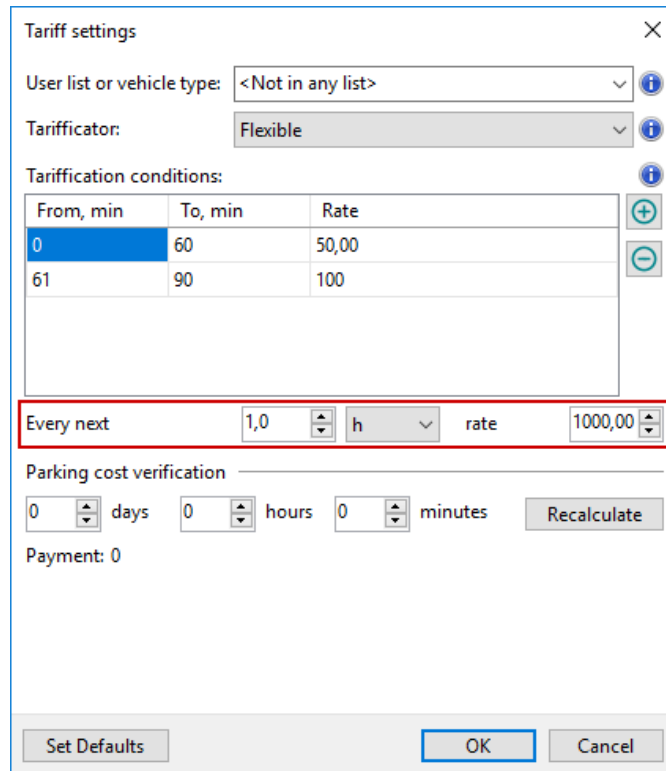 Tariff settings
User list or vehicle type: <Not in any list>
Tarifficator: Flexible
Tariffication conditions:
From, min To, min Rate
0 60 50,00
61 90 100
Every next 1,0 h rate 1000,00
Parking cost verification
0 days 0 hours 0 minutes Recalculate
Payment: 0
Set Defaults OK Cancel